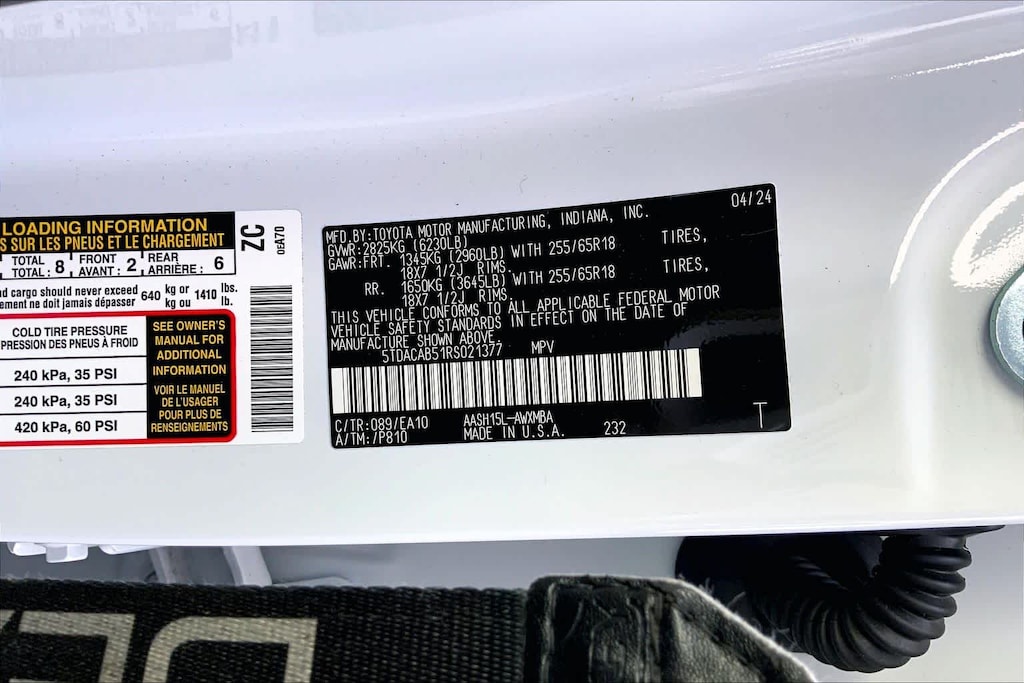 LOADING INFORMATION
S SUR LES PNEUS ET LE CHARGEMENT
TOTAL FRONT REAR
TOTAL : 8 AVANT : 2 ARRIÈRE : 6
nd cargo should never exceed 640 kg or 1410 lbs.
ement ne doit jamais dépasser kg ou lb.
COLD TIRE PRESSURE
PRESSION DES PNEUS À FROID
240 kPa, 35 PSI
240 kPa, 35 PSI
420 kPa, 60 PSI
SEE OWNER'S
MANUAL FOR
ADDITIONAL
INFORMATION
VOIR LE MANUEL
DE L'USAGER
POUR PLUS DE
RENSEIGNEMENTS
ZC
0EA70
04/24
MFD.BY:TOYOTA MOTOR MANUFACTURING, INDIANA, INC.
GVWR:2825KG (6230LB)
GAWR:FRT. 1345KG (2960LB) WITH 255/65R18 TIRES,
18X7 1/2J RIMS.
RR. 1650KG (3645LB) WITH 255/65R18 TIRES,
18X7 1/2J RIMS.
THIS VEHICLE CONFORMS TO ALL APPLICABLE FEDERAL MOTOR
VEHICLE SAFETY STANDARDS IN EFFECT ON THE DATE OF
MANUFACTURE SHOWN ABOVE.
5TDACAB51RS021377 MPV
C/TR:089/EA10 AASH15L-AWXMBA
A/TM:/P810 MADE IN U.S.A. 232
T